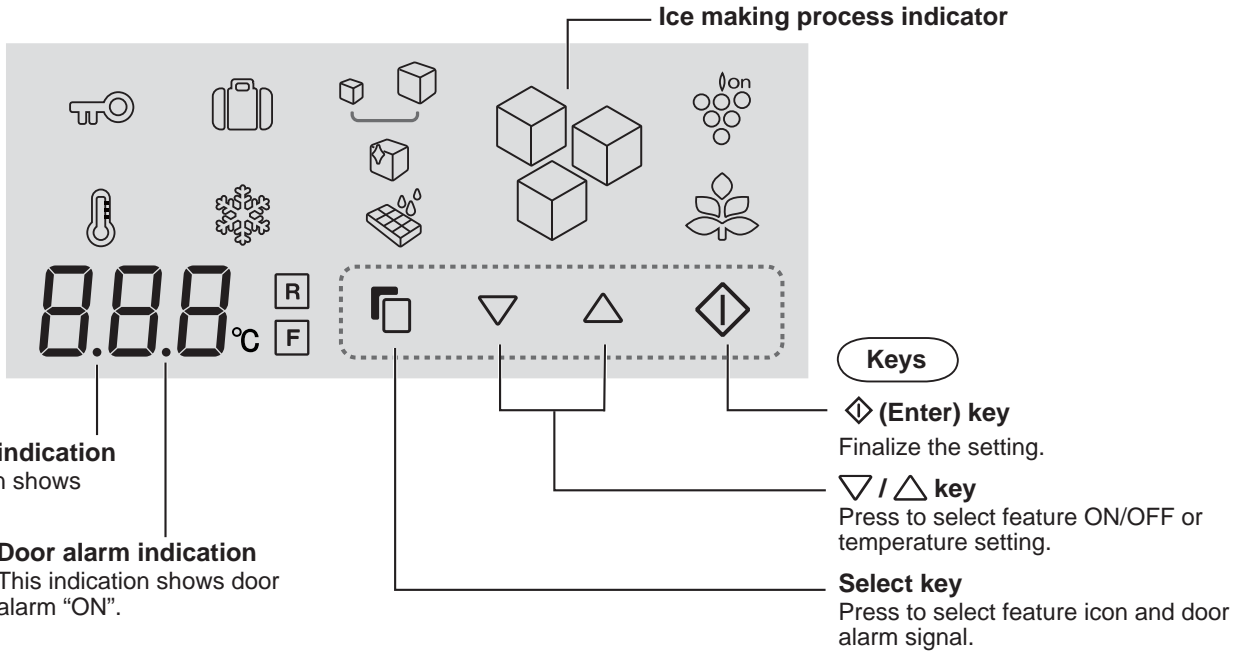 Ice making process indicator
on
R
°C F
Keys
(Enter) key
Finalize the setting.
indication
shows
/ key
Press to select feature ON/OFF or
temperature setting.
Door alarm indication
This indication shows door
alarm “ON”.
Select key
Press to select feature icon and door
alarm signal.